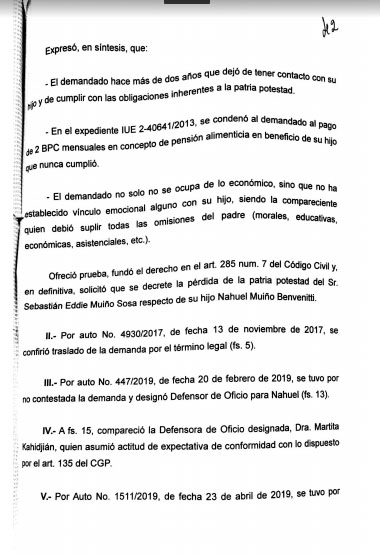 Expresó, en síntesis, que:
- El demandado hace más de dos años que dejó de tener contacto con su
hijo y de cumplir con las obligaciones inherentes a la patria potestad.
- En el expediente IUE 2-40641/2013, se condenó al demandado al pago
de 2 BPC mensuales en concepto de pensión alimenticia en beneficio de su hijo
que nunca cumplió.
- El demandado no solo no se ocupa de lo económico, sino que no ha
establecido vínculo emocional alguno con su hijo, siendo la compareciente
quien debió suplir todas las omisiones del padre (morales, educativas,
económicas, asistenciales, etc.).
Ofreció prueba, fundó el derecho en el art. 285 num. 7 del Código Civil y,
en definitiva, solicitó que se decrete la pérdida de la patria potestad del Sr.
Sebastián Eddie Muiño Sosa respecto de su hijo Nahuel Muiño Benvenitti.
II.- Por auto No. 4930/2017, de fecha 13 de noviembre de 2017, se
confirió traslado de la demanda por el término legal (fs. 5).
III.- Por auto No. 447/2019, de fecha 20 de febrero de 2019, se tuvo por
no contestada la demanda y designó Defensor de Oficio para Nahuel (fs. 13).
IV.- A fs. 15, compareció la Defensora de Oficio designada, Dra. Martita
Kahidjián, quien asumió actitud de expectativa de conformidad con lo dispuesto
por el art. 135 del CGP.
V.- Por Auto No. 1511/2019, de fecha 23 de abril de 2019, se tuvo por